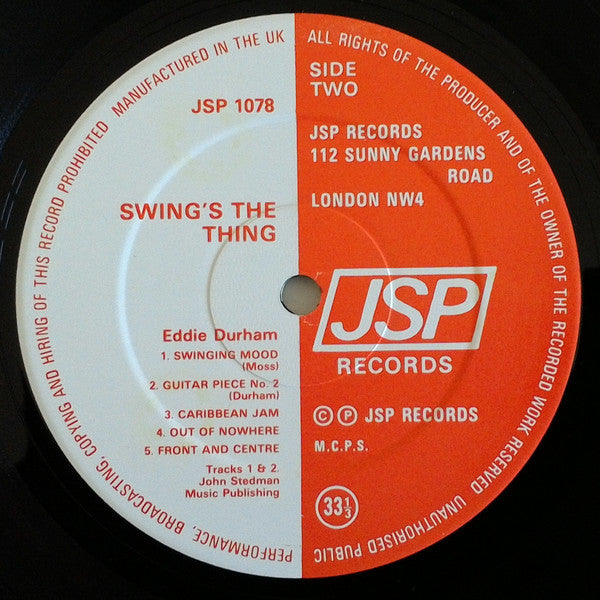 MANUFACTURED IN THE UK
ALL RIGHTS OF THE PRODUCER AND OF THE OWNER OF THE RECORDED WORK RESERVED
UNAUTHORISED PUBLIC
PERFORMANCE, BROADCASTING, COPYING AND HIRING OF THIS RECORD PROHIBITED
JSP 1078
SWING'S THE
THING
Eddie Durham
1. SWINGING MOOD
(Moss)
2. GUITAR PIECE No. 2
(Durham)
3. CARIBBEAN JAM
4. OUT OF NOWHERE
5. FRONT AND CENTRE
Tracks 1 & 2.
John Stedman
Music Publishing
SIDE
TWO
JSP RECORDS
112 SUNNY GARDENS
ROAD
LONDON NW4
JSP
RECORDS
© ℗ JSP RECORDS
M.C.P.S.
33 1/3